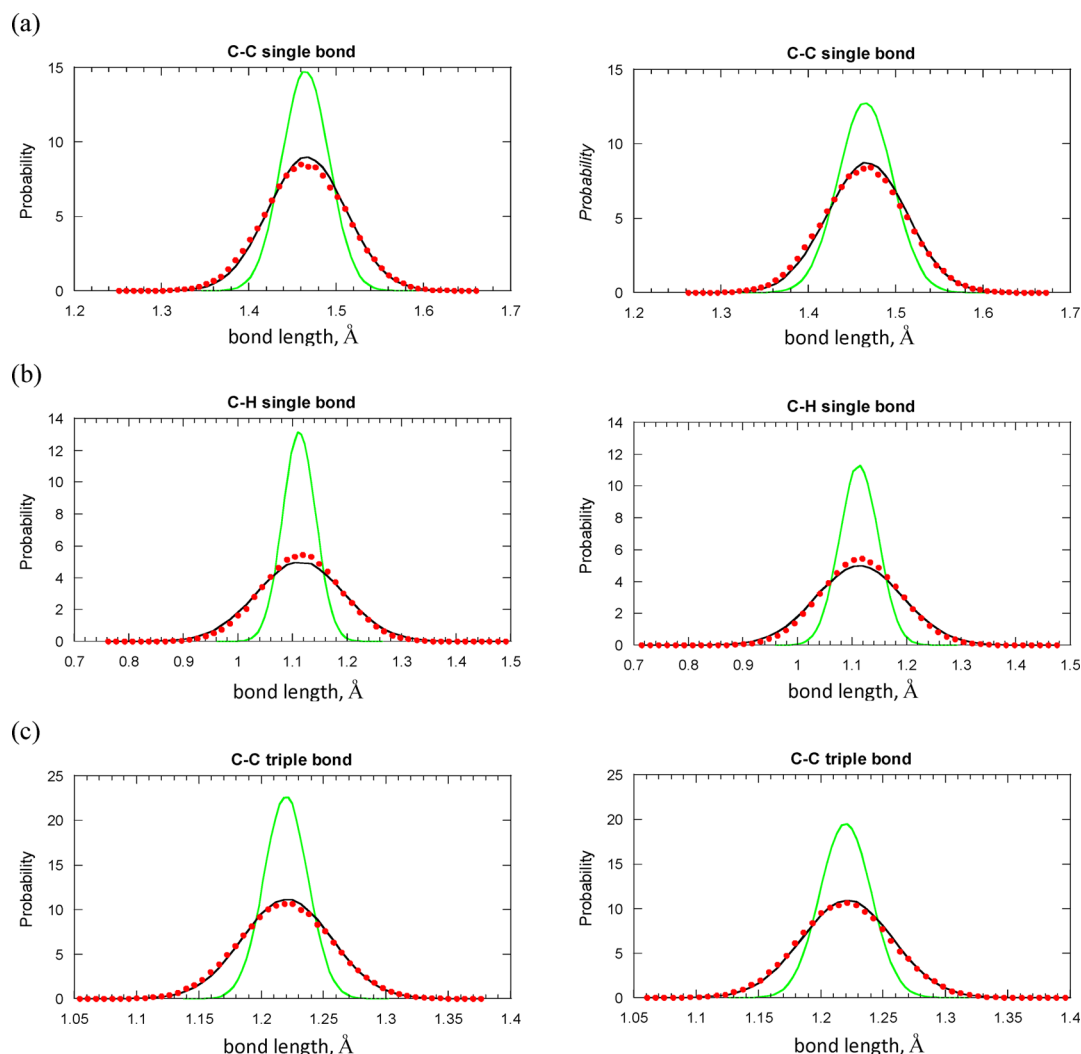 (a)
C-C single bond
15
10
5
0
Probability
1.2 1.3 1.4 1.5 1.6 1.7
bond length, Å
C-C single bond
15
10
5
0
Probability
1.2 1.3 1.4 1.5 1.6 1.7
bond length, Å
(b)
C-H single bond
14
12
10
8
6
4
2
0
Probability
0.7 0.8 0.9 1 1.1 1.2 1.3 1.4 1.5
bond length, Å
C-H single bond
14
12
10
8
6
4
2
0
Probability
0.7 0.8 0.9 1 1.1 1.2 1.3 1.4 1.5
bond length, Å
(c)
C-C triple bond
25
20
15
10
5
0
Probability
1.05 1.1 1.15 1.2 1.25 1.3 1.35 1.4
bond length, Å
C-C triple bond
25
20
15
10
5
0
Probability
1.05 1.1 1.15 1.2 1.25 1.3 1.35 1.4
bond length, Å